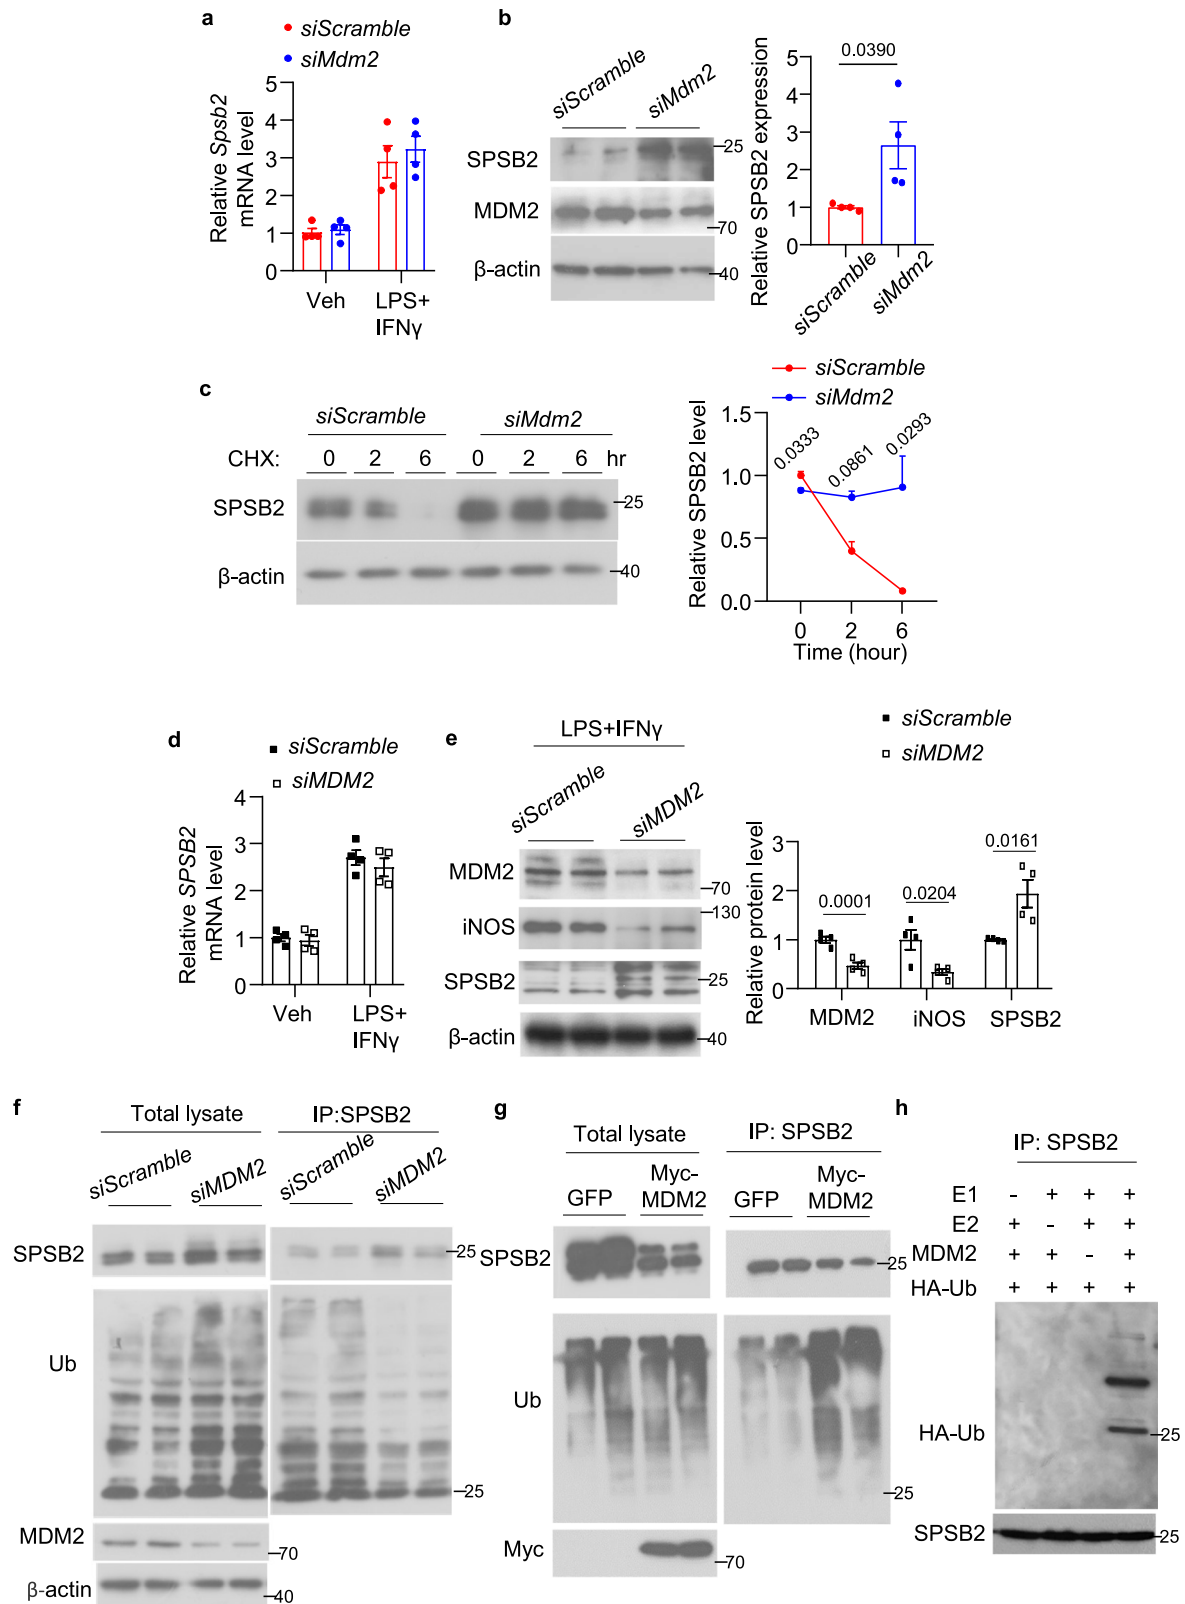 a
siScramble
siMdm2
Relative Spsb2
mRNA level
5
4
3
2
1
0
Veh
LPS+
IFNγ
b
siScramble
siMdm2
SPSB2
25
MDM2
70
β-actin
40
Relative SPSB2 expression
5
4
3
2
1
0
0.0390
siScramble
siMdm2
c
siScramble
siMdm2
CHX: 0 2 6 0 2 6 hr
SPSB2
25
β-actin
40
siScramble
siMdm2
Relative SPSB2 level
1.5
1.0
0.5
0.0
0.0333
0.0861
0.0293
0 2 6
Time (hour)
d
siScramble
siMDM2
Relative SPSB2
mRNA level
4
3
2
1
0
Veh
LPS+
IFNγ
e
LPS+IFNγ
siScramble
siMDM2
MDM2
70
iNOS
130
SPSB2
25
β-actin
40
siScramble
siMDM2
Relative protein level
3
2
1
0
0.0001
0.0204
0.0161
MDM2 iNOS SPSB2
f
Total lysate
IP:SPSB2
siScramble
siMDM2
siScramble
siMDM2
SPSB2
25
Ub
25
MDM2
70
β-actin
40
g
Total lysate
IP: SPSB2
GFP
Myc-
MDM2
GFP
Myc-
MDM2
SPSB2
25
Ub
25
Myc
70
h
IP: SPSB2
E1 - + + +
E2 + - + +
MDM2 + + - +
HA-Ub + + + +
HA-Ub
25
SPSB2
25